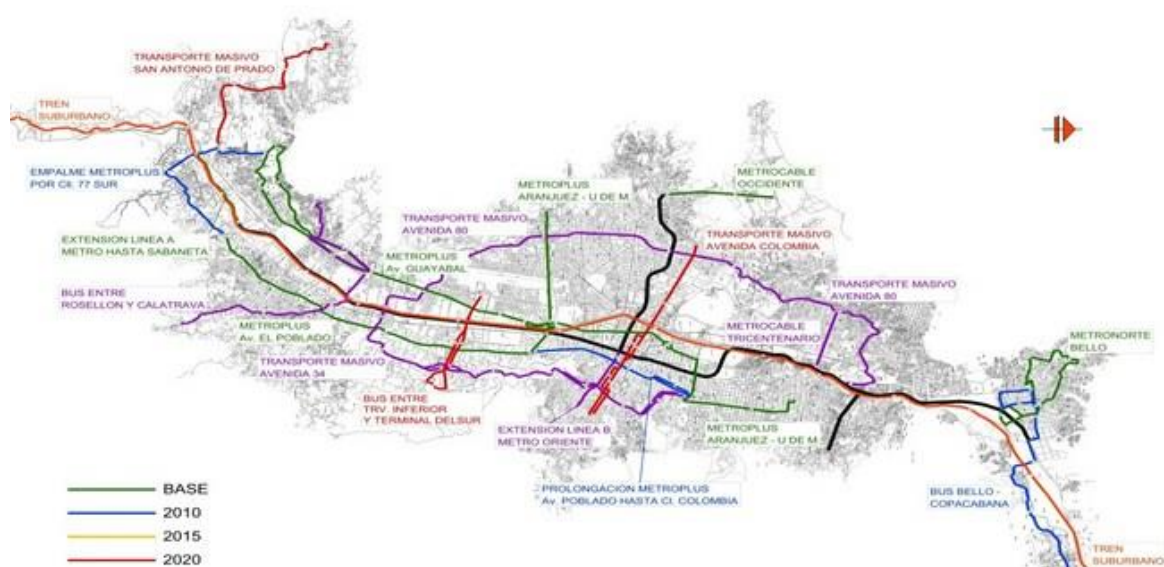 TRANSPORTE MASIVO
SAN ANTONIO DE PRADO
TREN
SUBURBANO
EMPALME METROPLUS
POR Cll. 77 SUR
EXTENSION LINEA A
METRO HASTA SABANETA
BUS ENTRE
ROSELLON Y CALATRAVA
METROPLUS
Av. EL POBLADO
TRANSPORTE MASIVO
AVENIDA 34
TRANSPORTE MASIVO
AVENIDA 80
METROPLUS
Av. GUAYABAL
METROPLUS
ARANJUEZ - U DE M
METROCABLE
OCCIDENTE
TRANSPORTE MASIVO
AVENIDA COLOMBIA
TRANSPORTE MASIVO
AVENIDA 80
METROCABLE
TRICENTENARIO
METRONORTE
BELLO
BUS ENTRE
TRV. INFERIOR
Y TERMINAL DELSUR
EXTENSION LINEA B
METRO ORIENTE
METROPLUS
ARANJUEZ - U DE M
PROLONGACION METROPLUS
Av. POBLADO HASTA Cl. COLOMBIA
BUS BELLO -
COPACABANA
TREN
SUBURBANO
BASE
2010
2015
2020